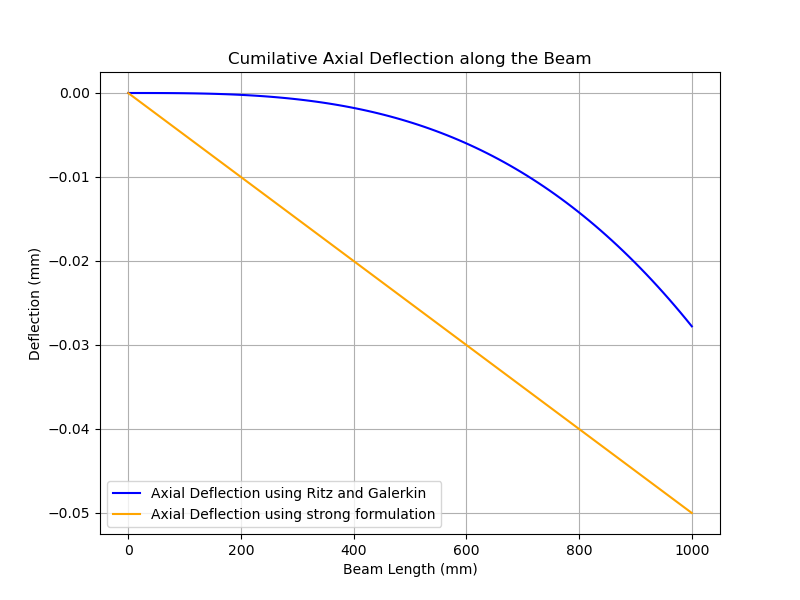 Cumilative Axial Deflection along the Beam
0.00
−0.01
−0.02
−0.03
−0.04
−0.05
Deflection (mm)
Axial Deflection using Ritz and Galerkin
Axial Deflection using strong formulation
0 200 400 600 800 1000
Beam Length (mm)